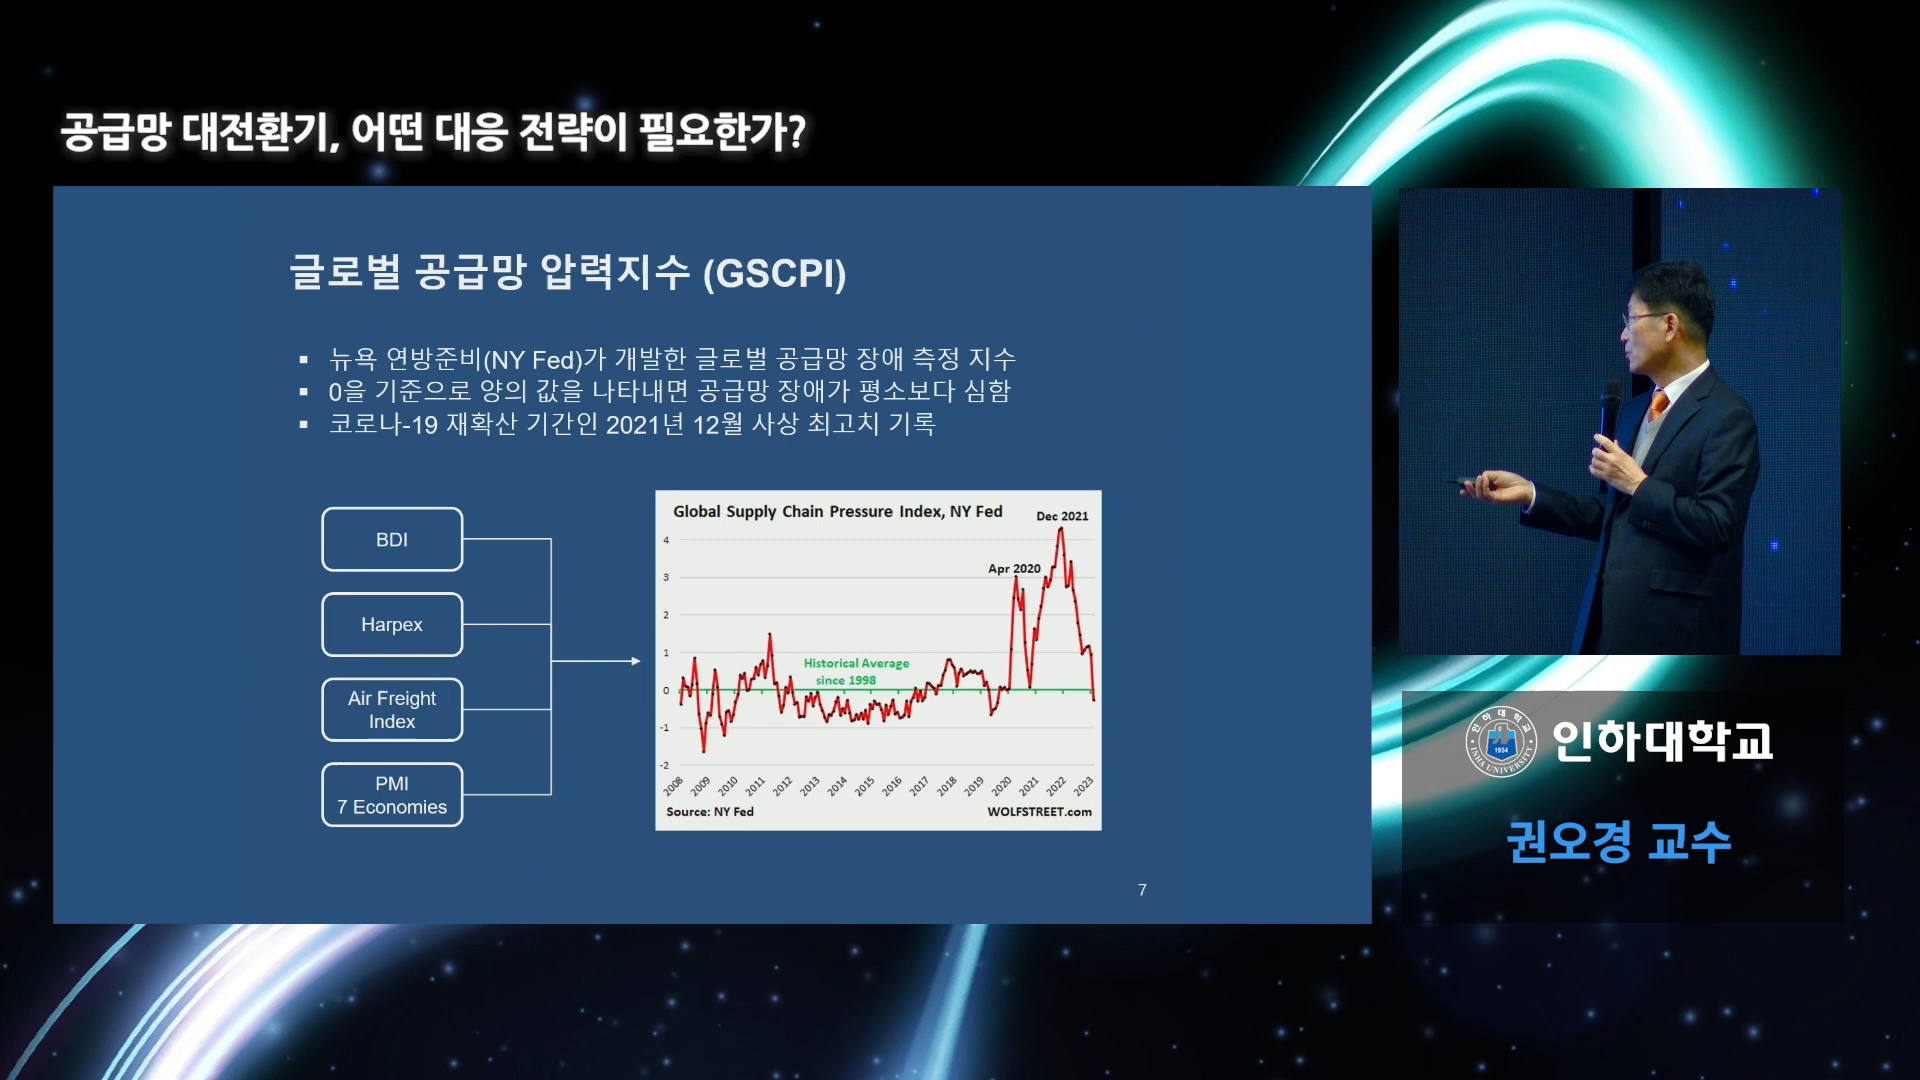 공급망 대전환기, 어떤 대응 전략이 필요한가?
글로벌 공급망 압력지수 (GSCPI)
▪ 뉴욕 연방준비(NY Fed)가 개발한 글로벌 공급망 장애 측정 지수
▪ 0을 기준으로 양의 값을 나타내면 공급망 장애가 평소보다 심함
▪ 코로나-19 재확산 기간인 2021년 12월 사상 최고치 기록
BDI
Harpex
Air Freight
Index
PMI
7 Economies
Global Supply Chain Pressure Index, NY Fed
Dec 2021
Apr 2020
Historical Average
since 1998
4
3
2
1
0
-1
-2
2008
2009
2010
2011
2012
2013
2014
2015
2016
2017
2018
2019
2020
2021
2022
2023
Source: NY Fed
WOLFSTREET.com
7
인하대학교
1954
INHA UNIVERSITY
인하대학교
권오경 교수